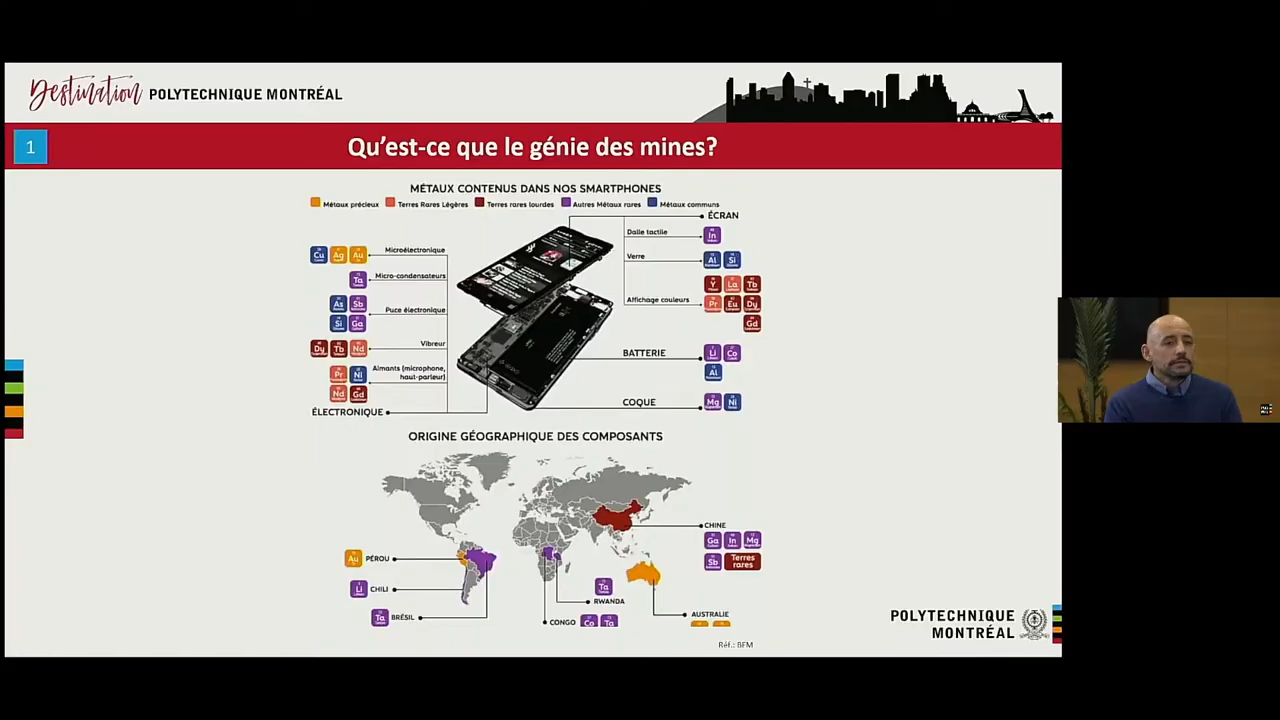 Destination POLYTECHNIQUE MONTRÉAL
1
Qu'est-ce que le génie des mines?
MÉTAUX CONTENUS DANS NOS SMARTPHONES
Métaux précieux Terres Rares Légères Terres rares lourdes Autres Métaux rares Métaux communs
ÉCRAN
Dalle tactile In
Verre Al Si
Affichage couleurs Y La Tb
Pr Eu Dy
Gd
BATTERIE Li Co
Al
COQUE Mg Ni
Cu Ag Au Microélectronique
Ta Micro-condensateurs
As Sb Puce électronique
Si Ga
Dy Tb Nd Vibreur
Pr Ni Aimants (microphone,
haut-parleur)
Nd Gd
ÉLECTRONIQUE
ORIGINE GÉOGRAPHIQUE DES COMPOSANTS
CHINE
Ga In Mg
Sb Terres
rares
Au PÉROU
Li CHILI
Ta BRÉSIL
Ta
RWANDA
CONGO Co Ta
AUSTRALIE
Réf.: BFM
POLYTECHNIQUE
MONTRÉAL